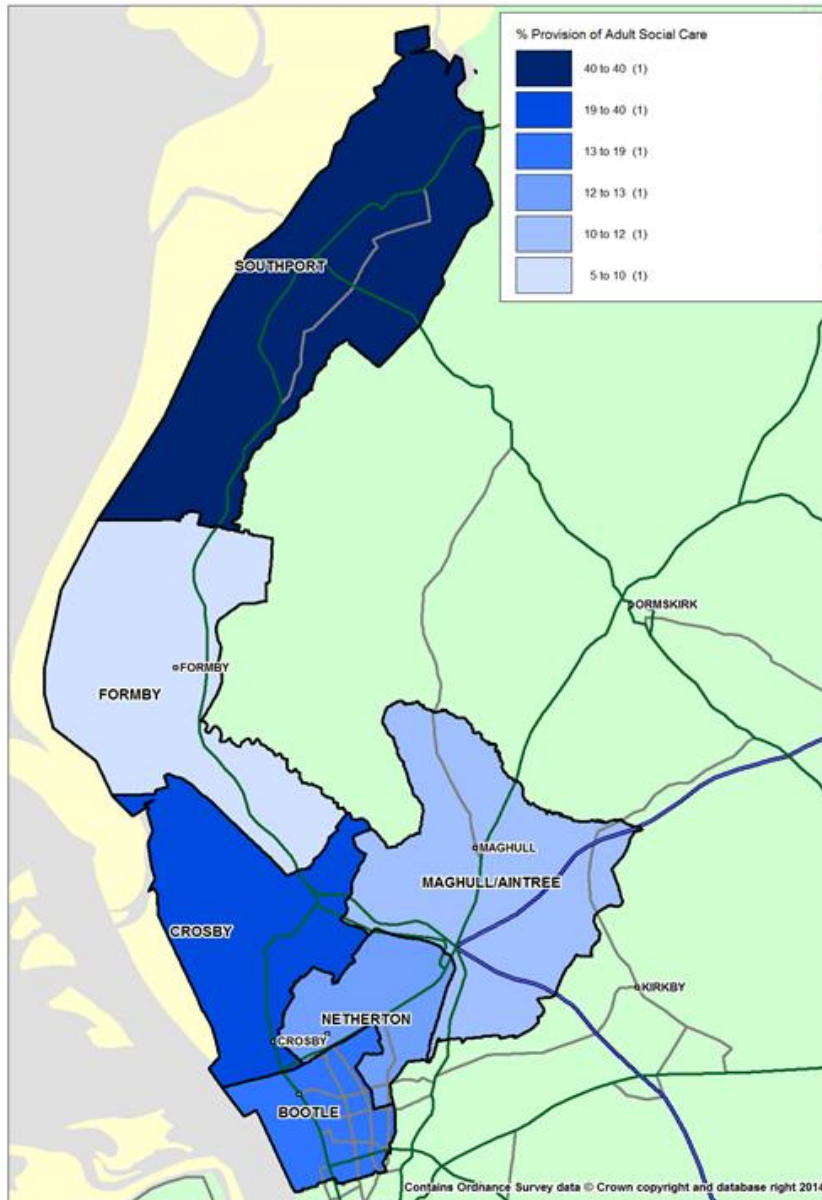 % Provision of Adult Social Care
40 to 40 (1)
19 to 40 (1)
13 to 19 (1)
12 to 13 (1)
10 to 12 (1)
5 to 10 (1)
SOUTHPORT
ORMSKIRK
FORMBY
FORMBY
MAGHULL
MAGHULL/AINTREE
CROSBY
KIRKBY
NETHERTON
CROSBY
BOOTLE
Contains Ordnance Survey data © Crown copyright and database right 2014